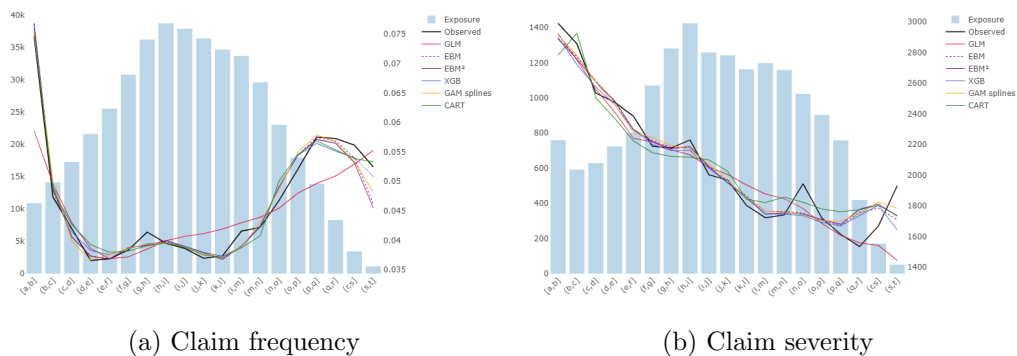 40k
35k
30k
25k
20k
15k
10k
5k
0
0.075
0.07
0.065
0.06
0.055
0.05
0.045
0.04
0.035
[a,b)
[b,c)
[c,d)
[d,e)
[e,f)
[f,g)
[g,h)
[h,i)
[i,j)
[j,k)
[k,l)
[l,m)
[m,n)
[n,o)
[o,p)
[p,q)
[q,r)
[r,s)
[s,t)
Exposure
Observed
GLM
EBM
EBM²
XGB
GAM splines
CART
(a) Claim frequency
1400
1200
1000
800
600
400
200
0
3000
2800
2600
2400
2200
2000
1800
1600
1400
[a,b)
[b,c)
[c,d)
[d,e)
[e,f)
[f,g)
[g,h)
[h,i)
[i,j)
[j,k)
[k,l)
[l,m)
[m,n)
[n,o)
[o,p)
[p,q)
[q,r)
[r,s)
[s,t)
Exposure
Observed
GLM
EBM
EBM²
XGB
GAM splines
CART
(b) Claim severity